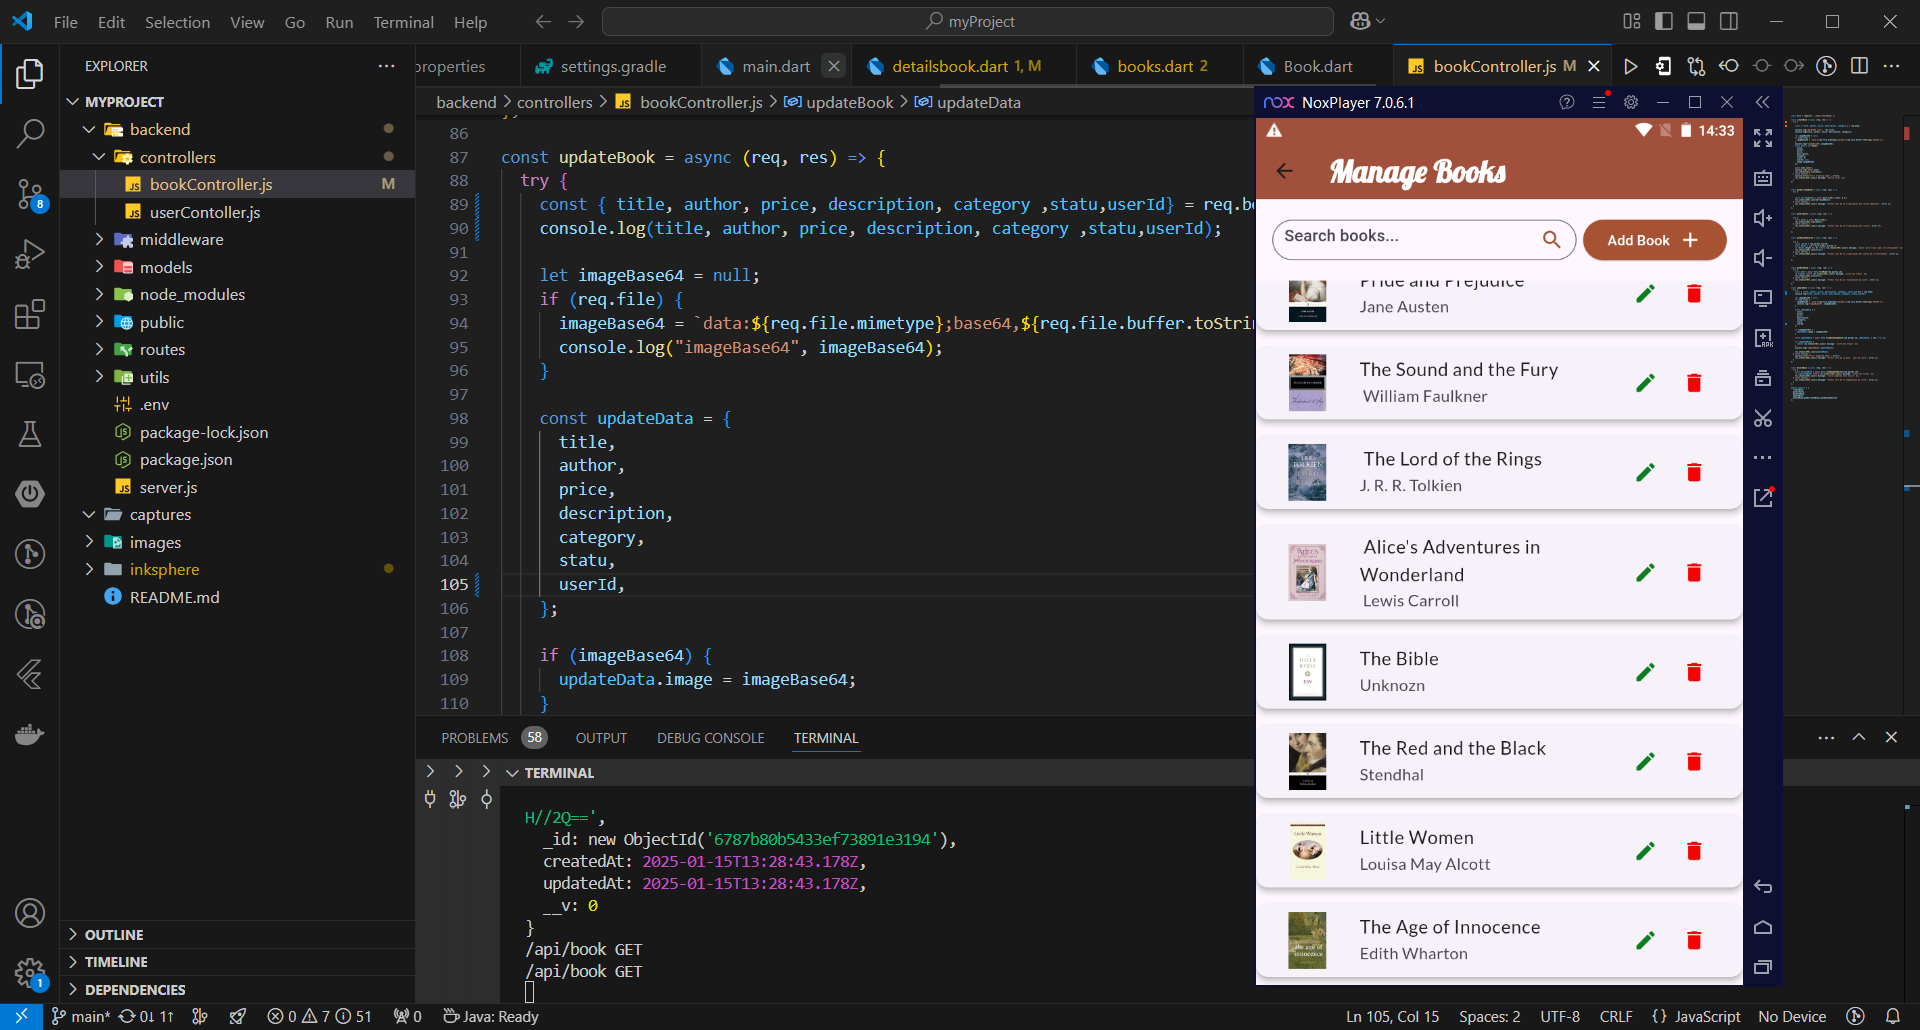 File Edit Selection View Go Run Terminal Help
myProject
EXPLORER
MYPROJECT
backend
controllers
bookController.js M
userContoller.js
middleware
models
node_modules
public
routes
utils
.env
package-lock.json
package.json
server.js
captures
images
inksphere
README.md
OUTLINE
TIMELINE
DEPENDENCIES
8
1
properties
settings.gradle
main.dart
detailsbook.dart 1, M
books.dart 2
Book.dart
bookController.js M
backend > controllers > bookController.js > updateBook > updateData
86
87 const updateBook = async (req, res) => {
88 try {
89 const { title, author, price, description, category ,statu,userId} = req.bo
90 console.log(title, author, price, description, category ,statu,userId);
91
92 let imageBase64 = null;
93 if (req.file) {
94 imageBase64 = `data:${req.file.mimetype};base64,${req.file.buffer.toStrin
95 console.log("imageBase64", imageBase64);
96 }
97
98 const updateData = {
99 title,
100 author,
101 price,
102 description,
103 category,
104 statu,
105 userId,
106 };
107
108 if (imageBase64) {
109 updateData.image = imageBase64;
110 }
PROBLEMS 58 OUTPUT DEBUG CONSOLE TERMINAL
TERMINAL
H//2Q==',
_id: new ObjectId('6787b80b5433ef73891e3194'),
createdAt: 2025-01-15T13:28:43.178Z,
updatedAt: 2025-01-15T13:28:43.178Z,
__v: 0
}
/api/book GET
/api/book GET
nox NoxPlayer 7.0.6.1
14:33
Manage Books
Search books...
Add Book +
Pride and Prejudice
Jane Austen
The Sound and the Fury
William Faulkner
The Lord of the Rings
J. R. R. Tolkien
Alice's Adventures in
Wonderland
Lewis Carroll
The Bible
Unknozn
The Red and the Black
Stendhal
Little Women
Louisa May Alcott
The Age of Innocence
Edith Wharton
main* 0↓ 1↑ 0 7 51 0 Java: Ready
Ln 105, Col 15 Spaces: 2 UTF-8 CRLF {} JavaScript No Device